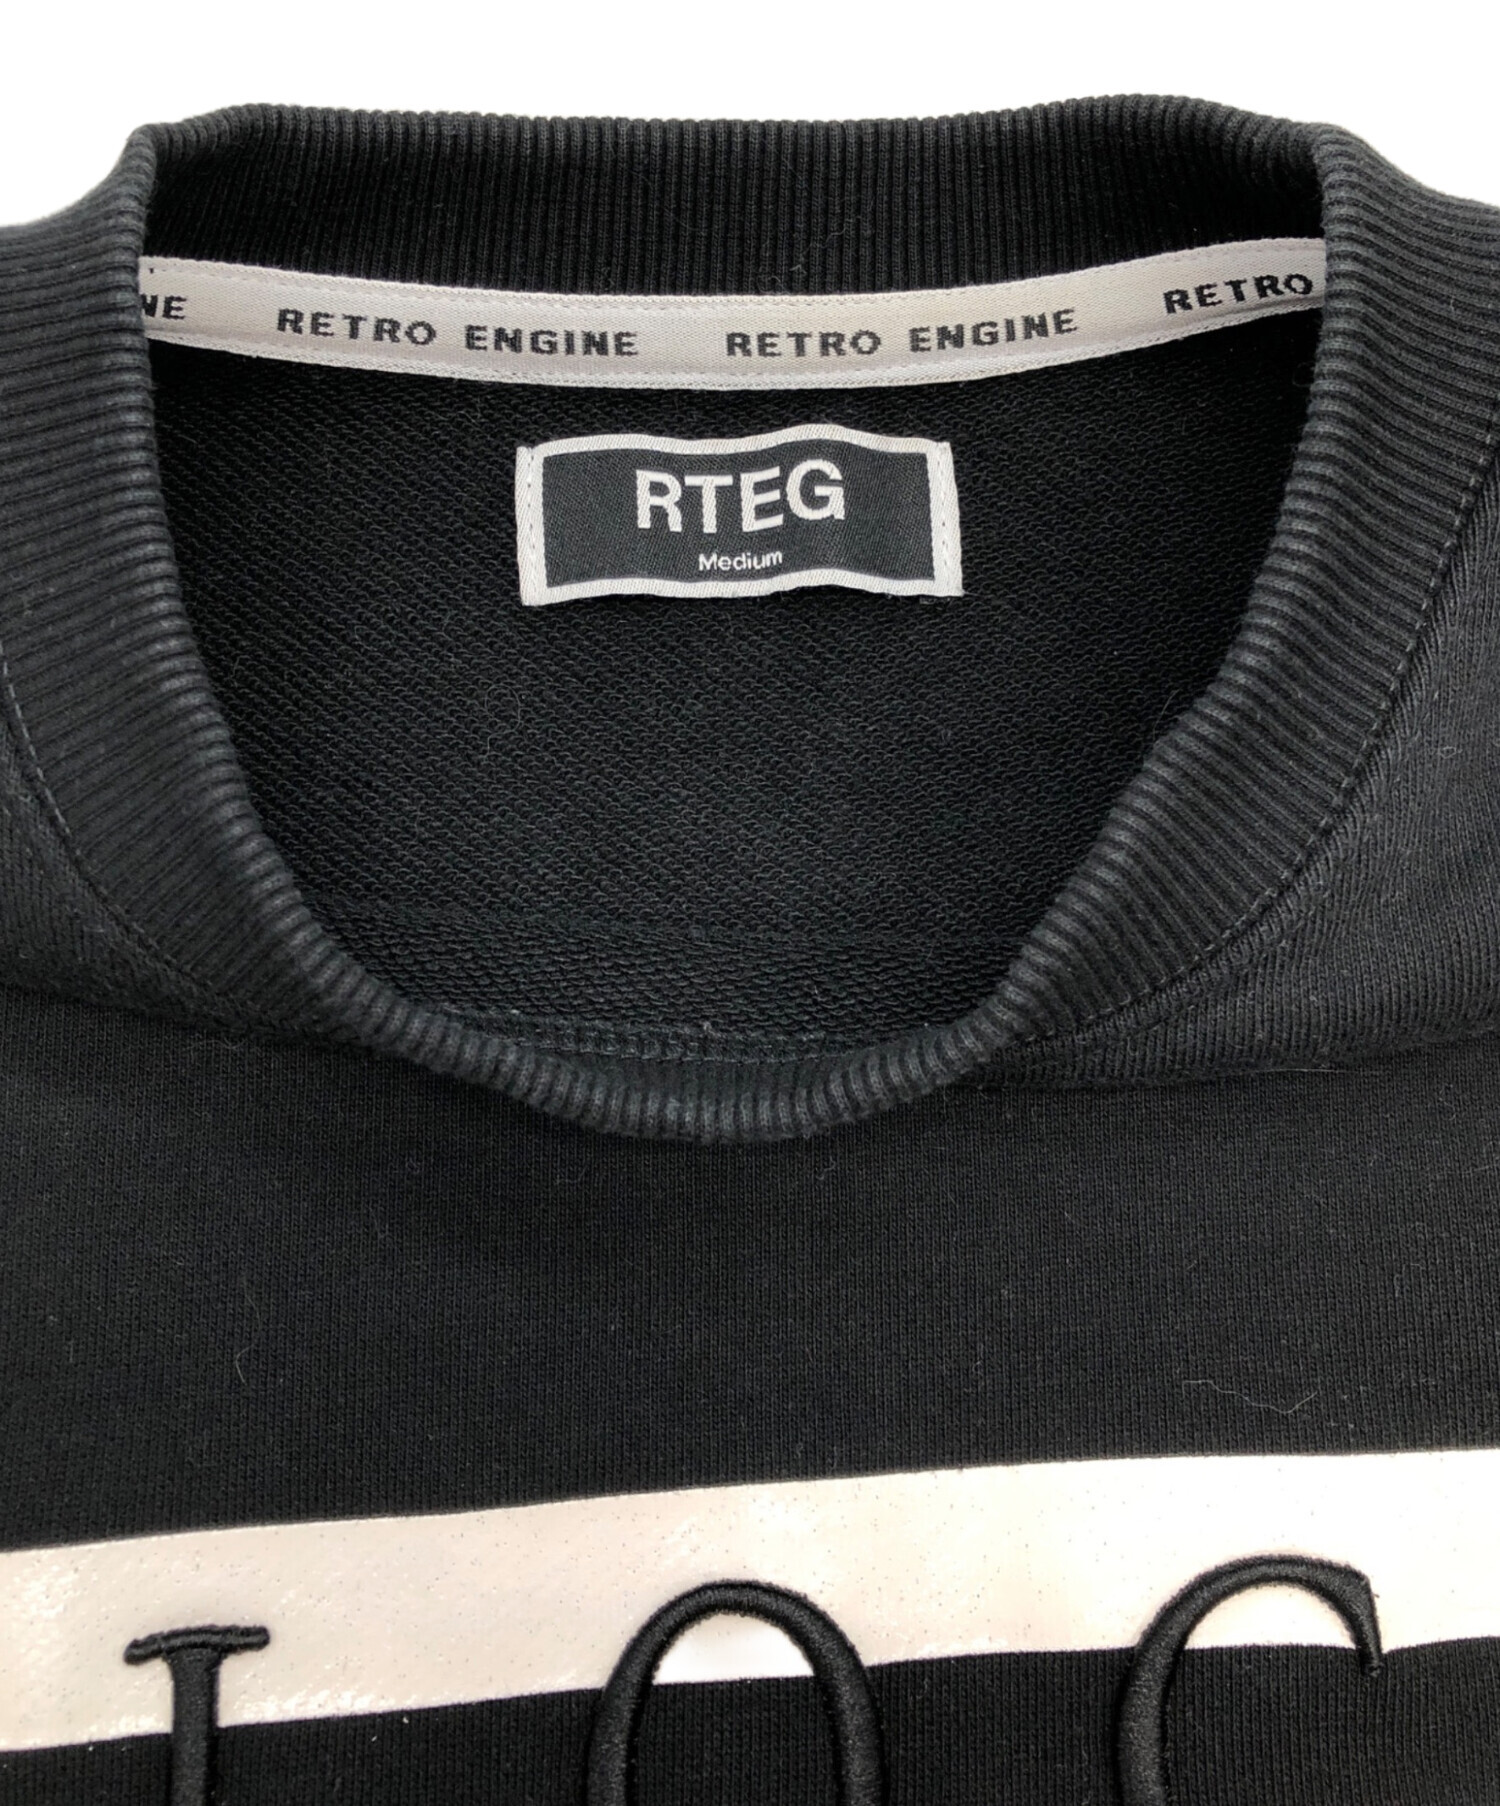 NE RETRO ENGINE RETRO ENGINE RETRO
RTEG
Medium